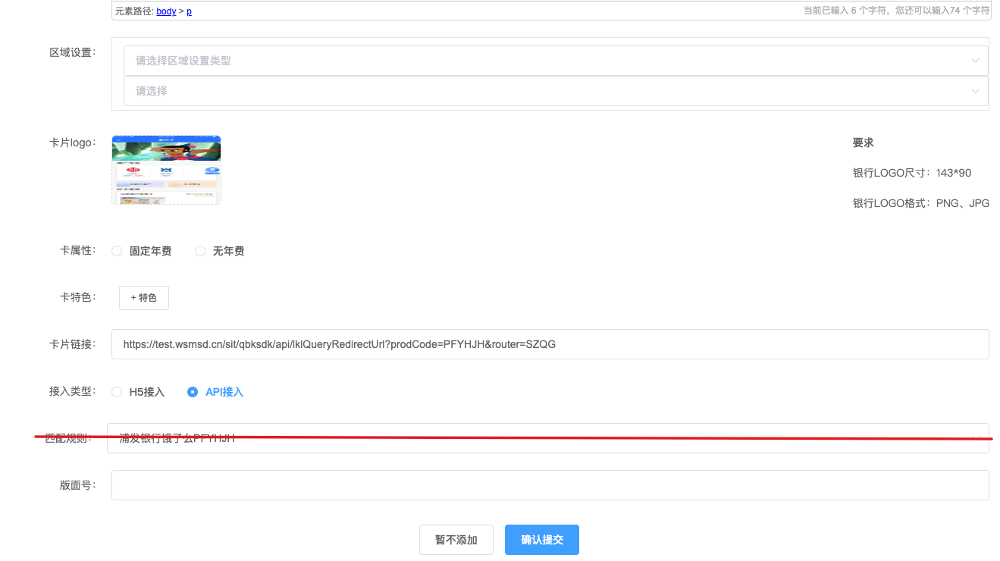 元素路径: body > p
当前已输入 6 个字符，您还可以输入74 个字符
区域设置：
请选择区域设置类型
请选择
卡片logo：
要求
银行LOGO尺寸：143*90
银行LOGO格式：PNG、JPG
卡属性：
固定年费
无年费
卡特色：
+ 特色
卡片链接：
https://test.wsmsd.cn/sit/qbksdk/api/lklQueryRedirectUrl?prodCode=PFYHJH&router=SZQG
接入类型：
H5接入
API接入
匹配规则：
浦发银行饿了么PFYHJH
版面号：
暂不添加
确认提交